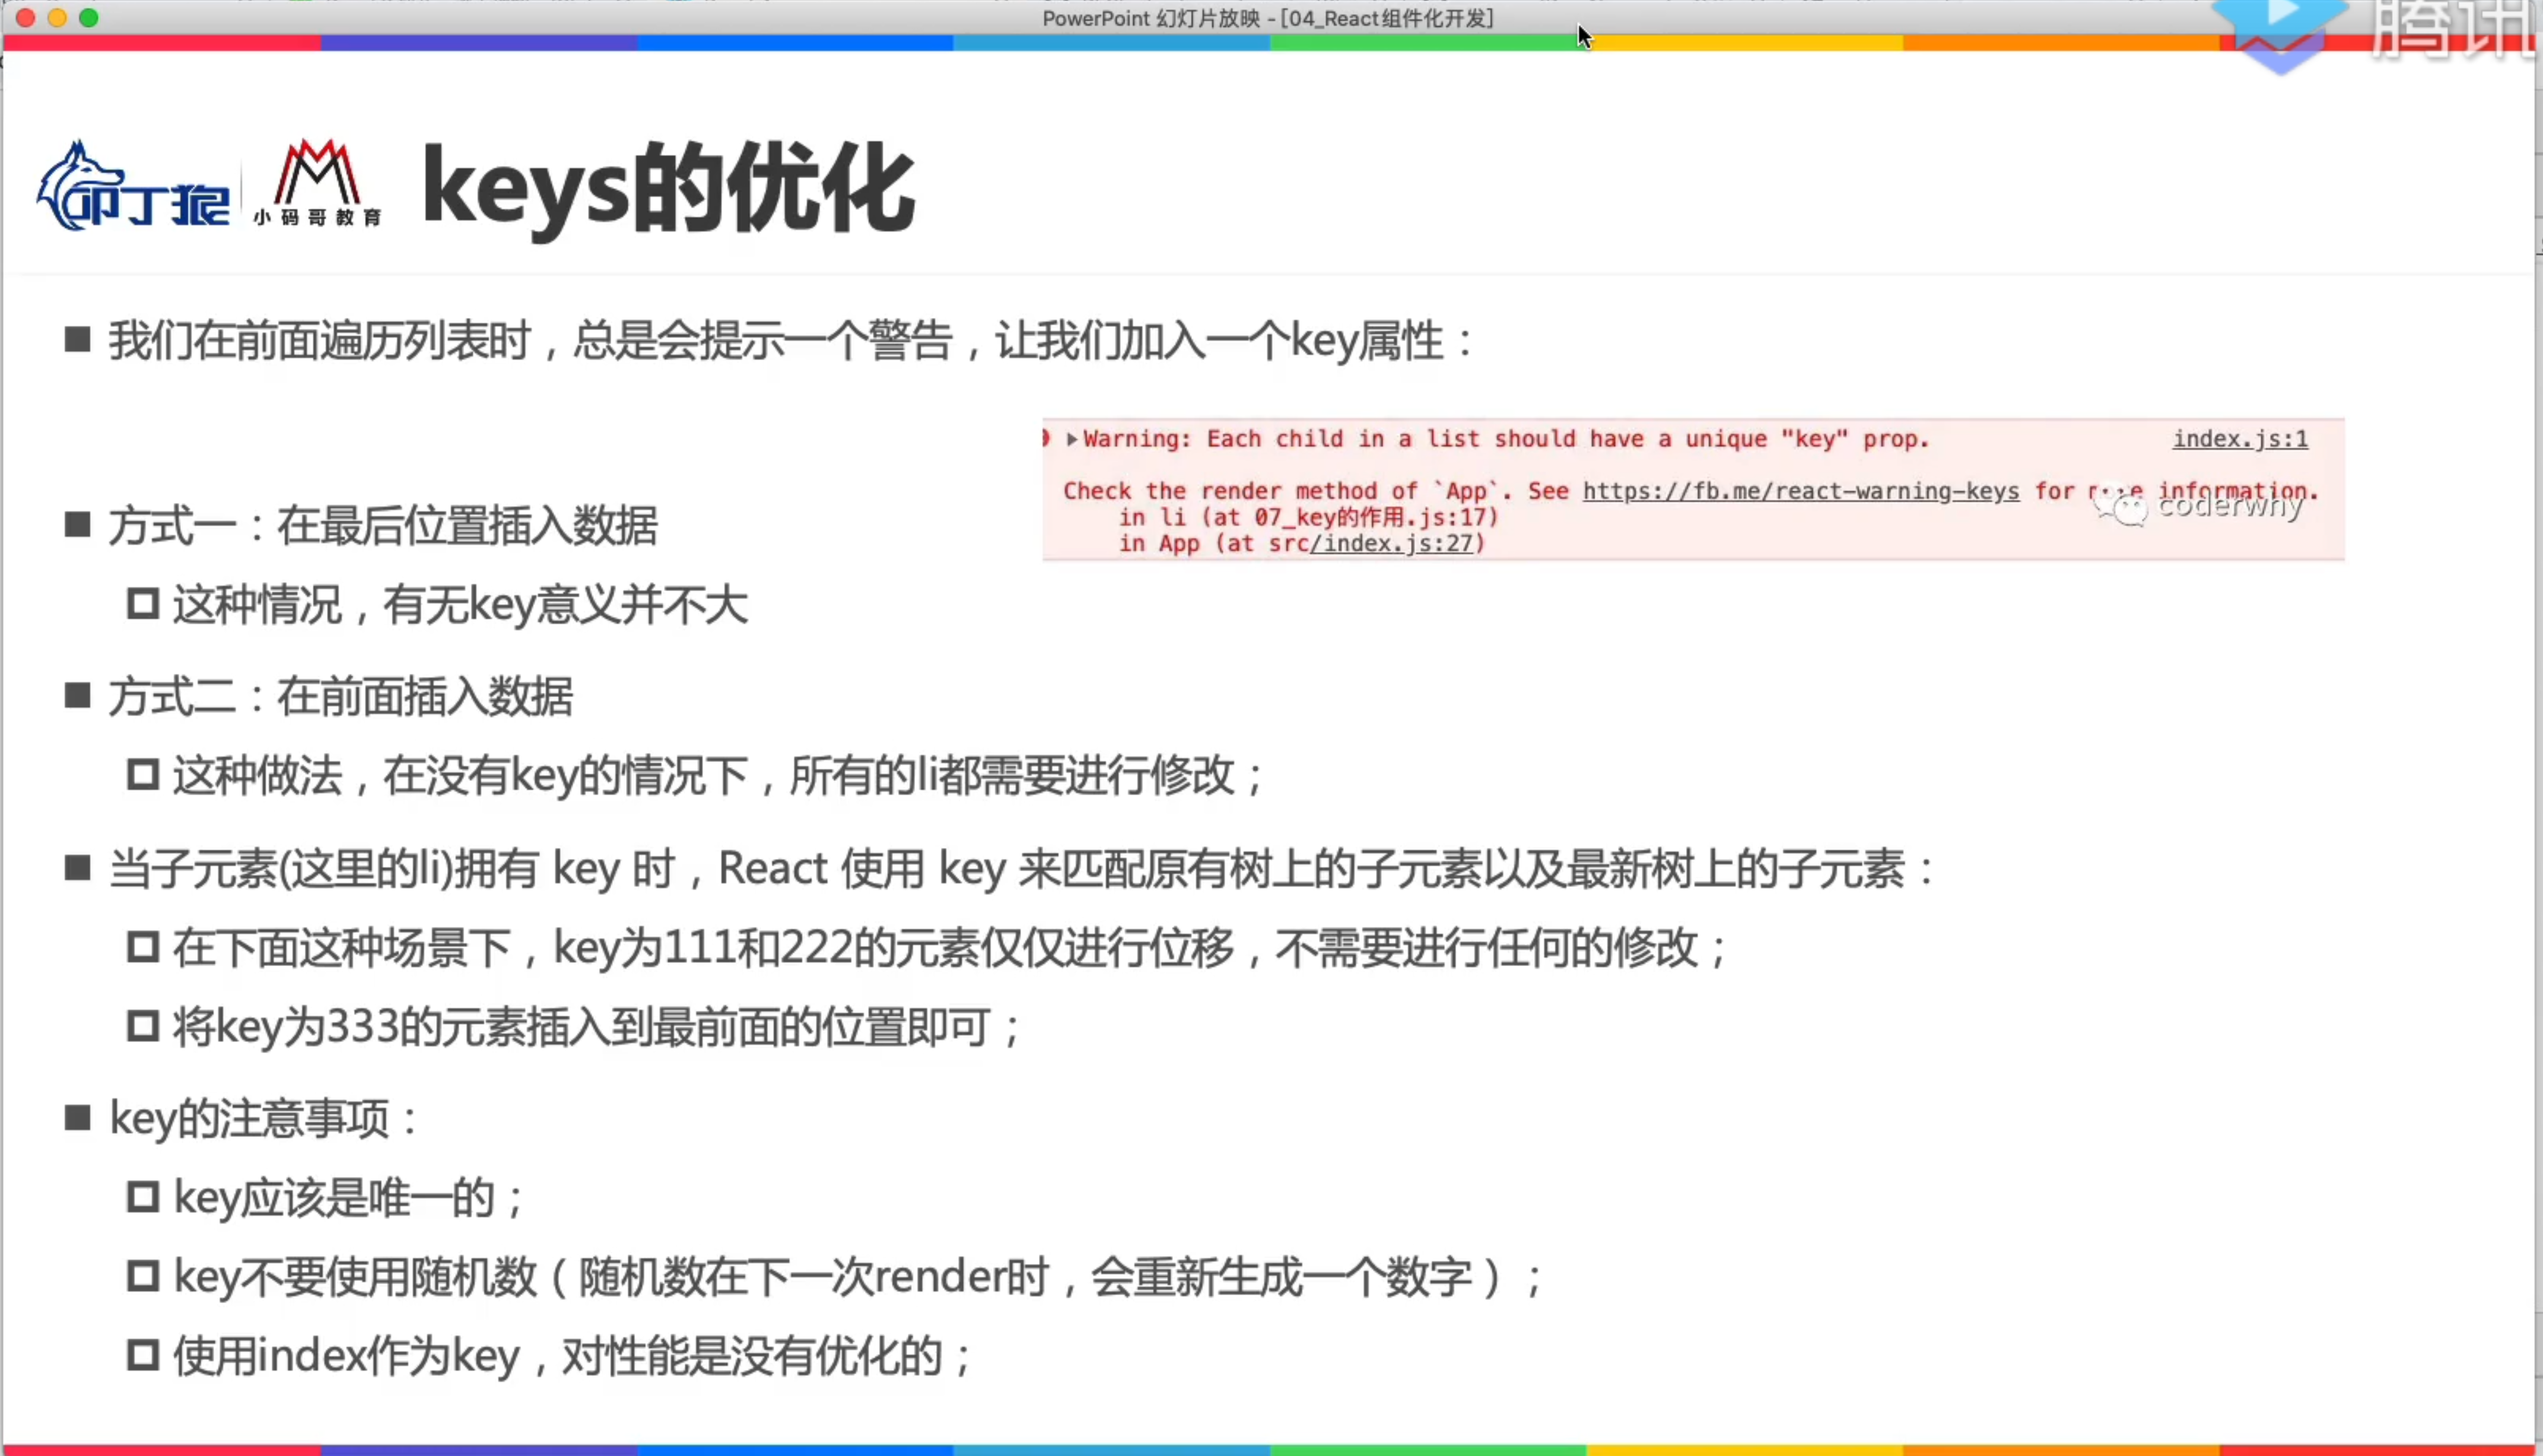 PowerPoint 幻灯片放映 - [04_React组件化开发]
腾讯
叩丁狼
小码哥教育
keys的优化
■ 我们在前面遍历列表时，总是会提示一个警告，让我们加入一个key属性：
Warning: Each child in a list should have a unique "key" prop. index.js:1
Check the render method of `App`. See https://fb.me/react-warning-keys for more information.
in li (at 07_key的作用.js:17)
in App (at src/index.js:27)
coderwhy
■ 方式一：在最后位置插入数据
这种情况，有无key意义并不大
■ 方式二：在前面插入数据
这种做法，在没有key的情况下，所有的li都需要进行修改；
■ 当子元素(这里的li)拥有 key 时，React 使用 key 来匹配原有树上的子元素以及最新树上的子元素：
在下面这种场景下，key为111和222的元素仅仅进行位移，不需要进行任何的修改；
将key为333的元素插入到最前面的位置即可；
■ key的注意事项：
key应该是唯一的；
key不要使用随机数（随机数在下一次render时，会重新生成一个数字）；
使用index作为key，对性能是没有优化的；